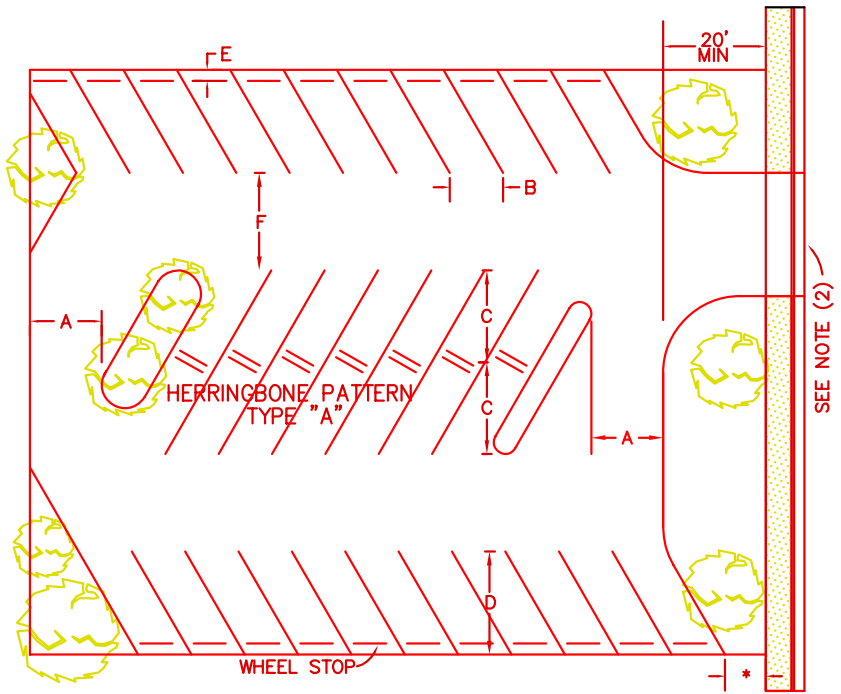 E
20'
MIN
B
F
A
C
HERRINGBONE PATTERN
TYPE "A"
C
A
SEE NOTE (2)
D
WHEEL STOP
*